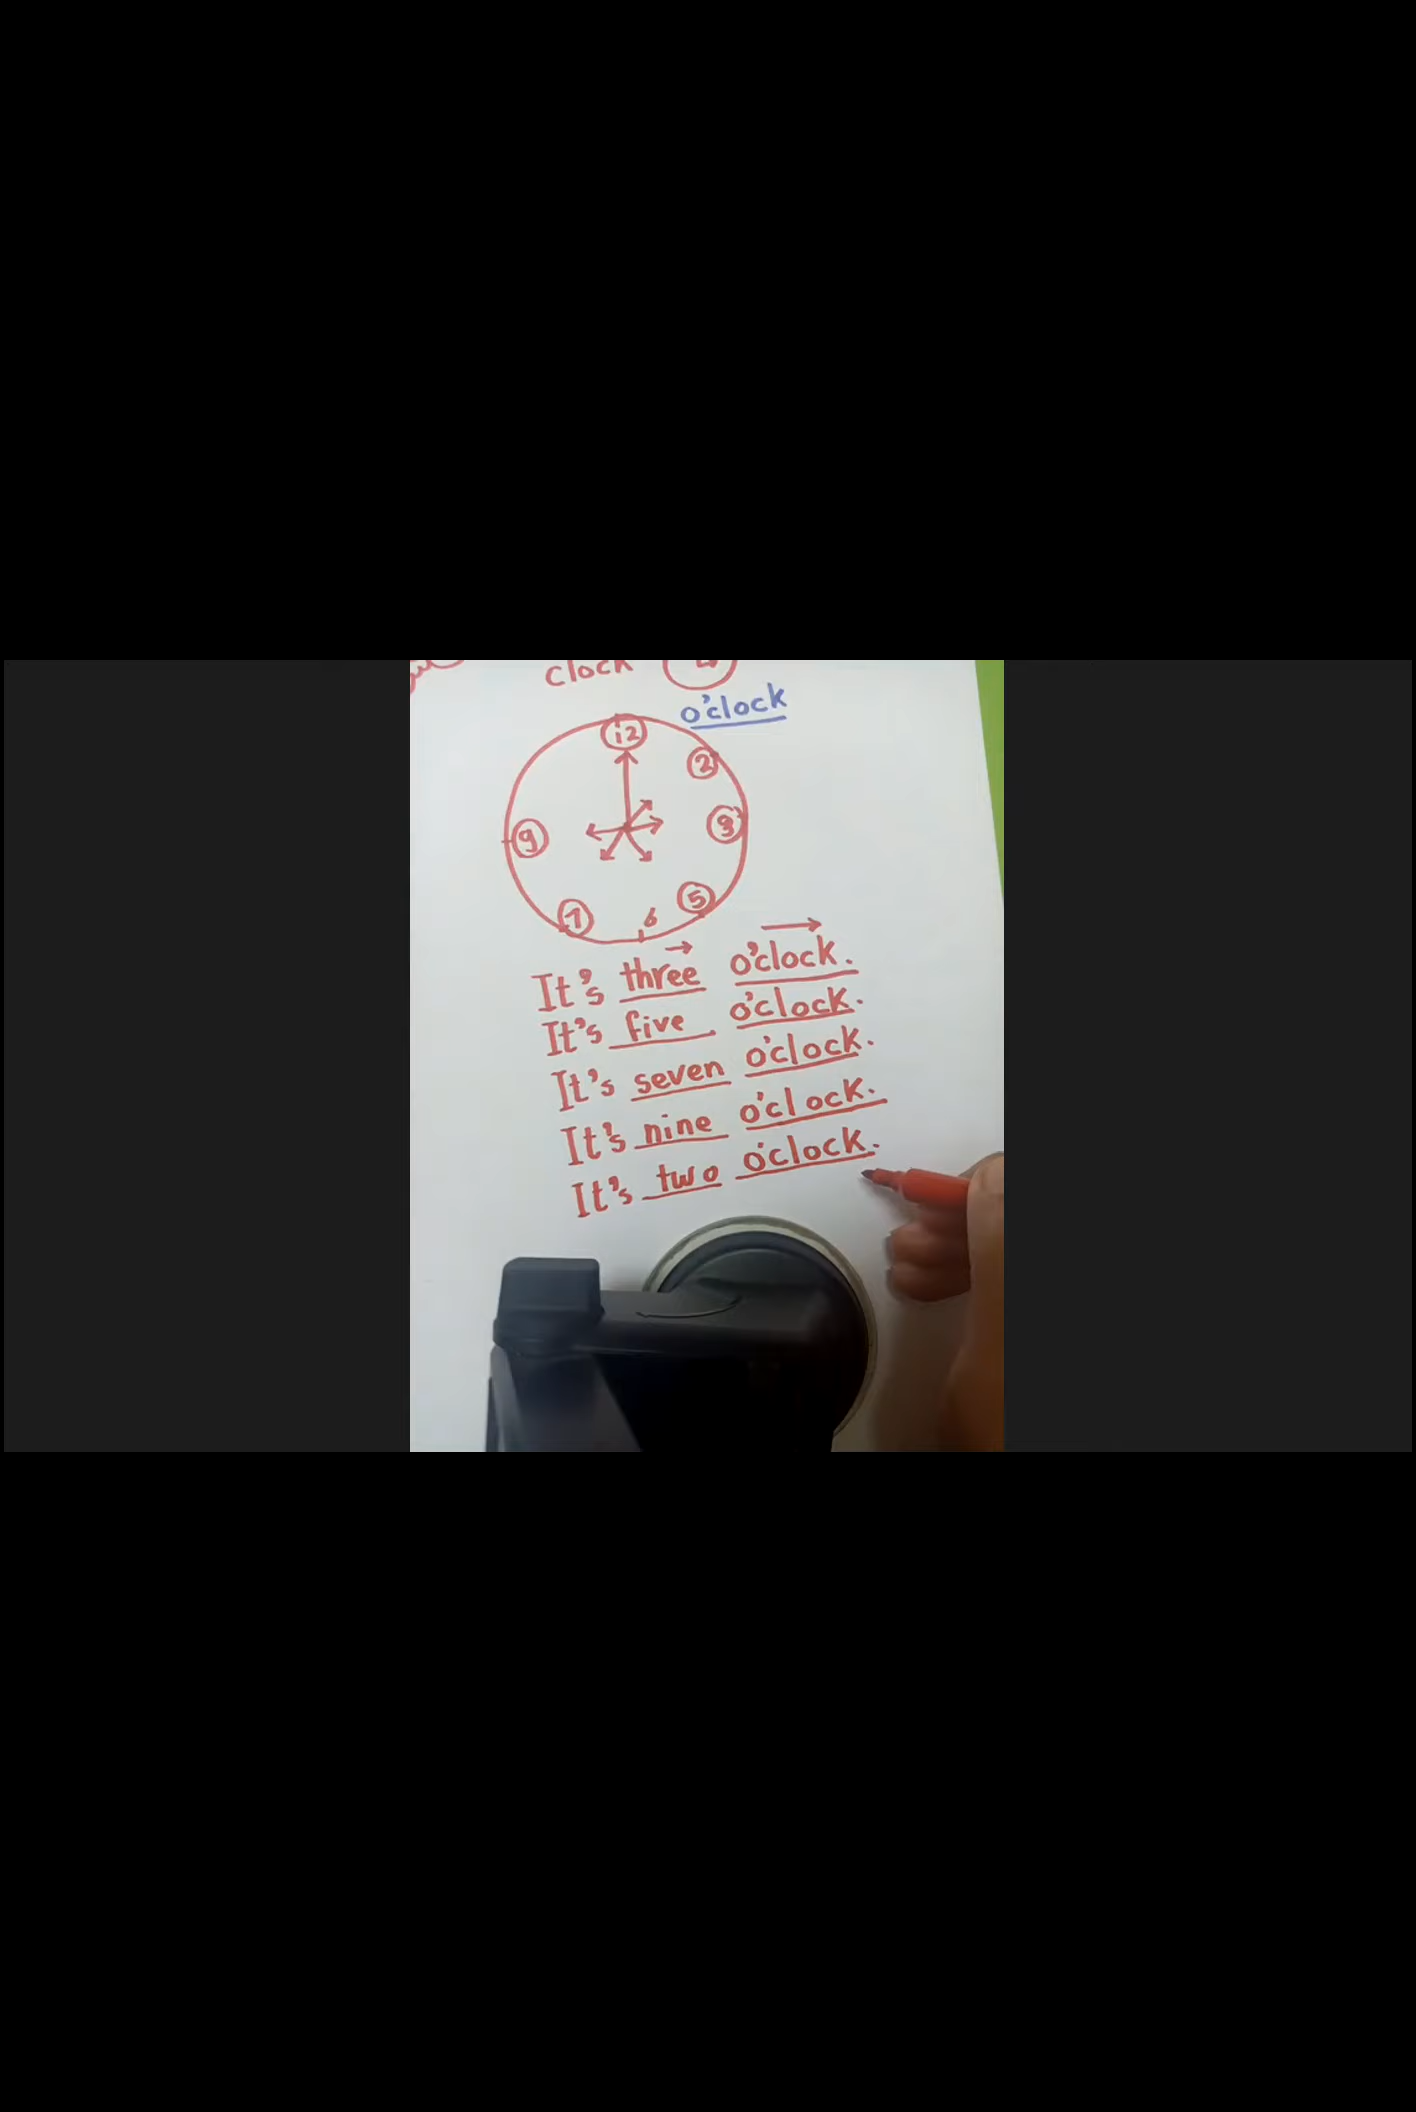 clock
o'clock
12
2
9
3
7
6
5
It's three o'clock.
It's five o'clock.
It's seven o'clock.
It's nine o'clock.
It's two o'clock.